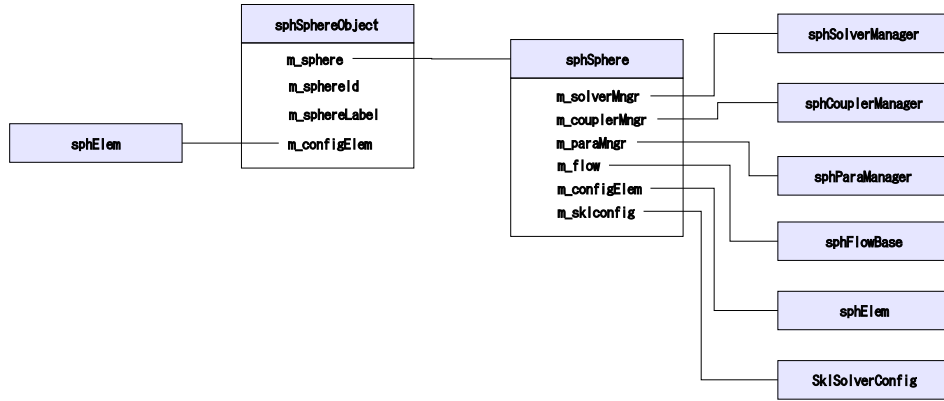 sphSphereObject
m_sphere
m_sphereId
m_sphereLabel
m_configElem
sphElem
sphSphere
m_solverMngr
m_couplerMngr
m_paraMngr
m_flow
m_configElem
m_sklconfig
sphSolverManager
sphCouplerManager
sphParaManager
sphFlowBase
sphElem
SklSolverConfig